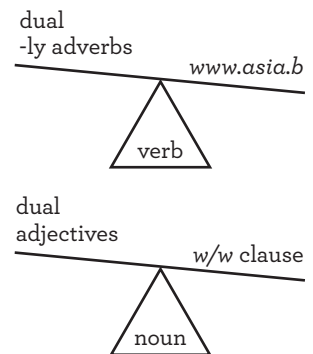 dual
-ly adverbs
www.asia.b
verb
dual
adjectives
w/w clause
noun